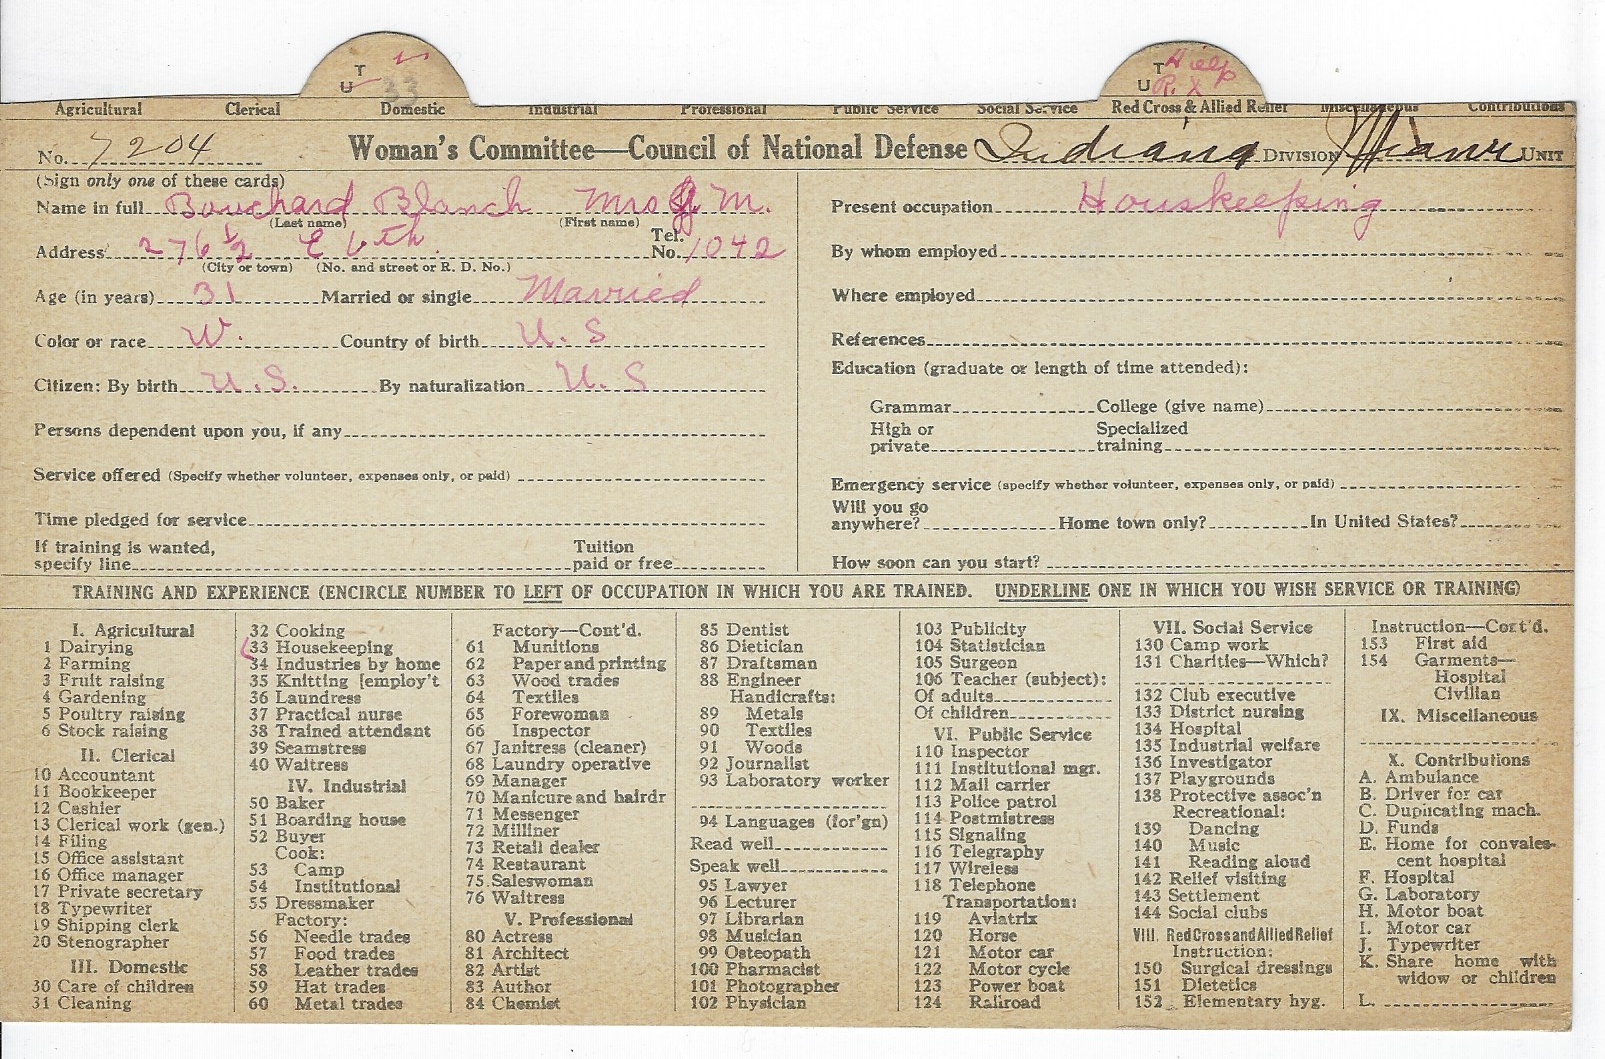 T
U 33
T Help
U R. X
Agricultural Clerical Domestic Industrial Professional Public Service Social Service Red Cross & Allied Relief Miscellaneous Contributions
No. 7204 Woman's Committee—Council of National Defense Indiana DIVISION Miami UNIT
(Sign only one of these cards)
Name in full Bouchard Blanch Mrs G M.
(Last name) (First name)
Address 276 1/2 E 6th. Tel. No. 1042
(City or town) (No. and street or R. D. No.)
Age (in years) 31 Married or single Married
Color or race W. Country of birth U. S
Citizen: By birth U.S. By naturalization U. S
Persons dependent upon you, if any
Service offered (Specify whether volunteer, expenses only, or paid)
Time pledged for service
If training is wanted, specify line Tuition paid or free
Present occupation Houskeeping
By whom employed
Where employed
References
Education (graduate or length of time attended):
Grammar College (give name)
High or private Specialized training
Emergency service (specify whether volunteer, expenses only, or paid)
Will you go anywhere? Home town only? In United States?
How soon can you start?
TRAINING AND EXPERIENCE (ENCIRCLE NUMBER TO LEFT OF OCCUPATION IN WHICH YOU ARE TRAINED. UNDERLINE ONE IN WHICH YOU WISH SERVICE OR TRAINING)
I. Agricultural
1 Dairying
2 Farming
3 Fruit raising
4 Gardening
5 Poultry raising
6 Stock raising
II. Clerical
10 Accountant
11 Bookkeeper
12 Cashier
13 Clerical work (gen.)
14 Filing
15 Office assistant
16 Office manager
17 Private secretary
18 Typewriter
19 Shipping clerk
20 Stenographer
III. Domestic
30 Care of children
31 Cleaning
32 Cooking
33 Housekeeping
34 Industries by home
35 Knitting [employ't
36 Laundress
37 Practical nurse
38 Trained attendant
39 Seamstress
40 Waitress
IV. Industrial
50 Baker
51 Boarding house
52 Buyer
Cook:
53 Camp
54 Institutional
55 Dressmaker
Factory:
56 Needle trades
57 Food trades
58 Leather trades
59 Hat trades
60 Metal trades
Factory—Cont'd.
61 Munitions
62 Paper and printing
63 Wood trades
64 Textiles
65 Forewoman
66 Inspector
67 Janitress (cleaner)
68 Laundry operative
69 Manager
70 Manicure and hairdr
71 Messenger
72 Milliner
73 Retail dealer
74 Restaurant
75 Saleswoman
76 Waitress
V. Professional
80 Actress
81 Architect
82 Artist
83 Author
84 Chemist
85 Dentist
86 Dietician
87 Draftsman
88 Engineer
Handicrafts:
89 Metals
90 Textiles
91 Woods
92 Journalist
93 Laboratory worker
94 Languages (for'gn)
Read well
Speak well
95 Lawyer
96 Lecturer
97 Librarian
98 Musician
99 Osteopath
100 Pharmacist
101 Photographer
102 Physician
103 Publicity
104 Statistician
105 Surgeon
106 Teacher (subject):
Of adults
Of children
VI. Public Service
110 Inspector
111 Institutional mgr.
112 Mail carrier
113 Police patrol
114 Postmistress
115 Signaling
116 Telegraphy
117 Wireless
118 Telephone
Transportation:
119 Aviatrix
120 Horse
121 Motor car
122 Motor cycle
123 Power boat
124 Railroad
VII. Social Service
130 Camp work
131 Charities—Which?
132 Club executive
133 District nursing
134 Hospital
135 Industrial welfare
136 Investigator
137 Playgrounds
138 Protective assoc'n
Recreational:
139 Dancing
140 Music
141 Reading aloud
142 Relief visiting
143 Settlement
144 Social clubs
VIII. Red Cross and Allied Relief
Instruction:
150 Surgical dressings
151 Dietetics
152 Elementary hyg.
Instruction—Cont'd.
153 First aid
154 Garments—
Hospital
Civilian
IX. Miscellaneous
X. Contributions
A. Ambulance
B. Driver for car
C. Duplicating mach.
D. Funds
E. Home for convales-
cent hospital
F. Hospital
G. Laboratory
H. Motor boat
I. Motor car
J. Typewriter
K. Share home with
widow or children
L.